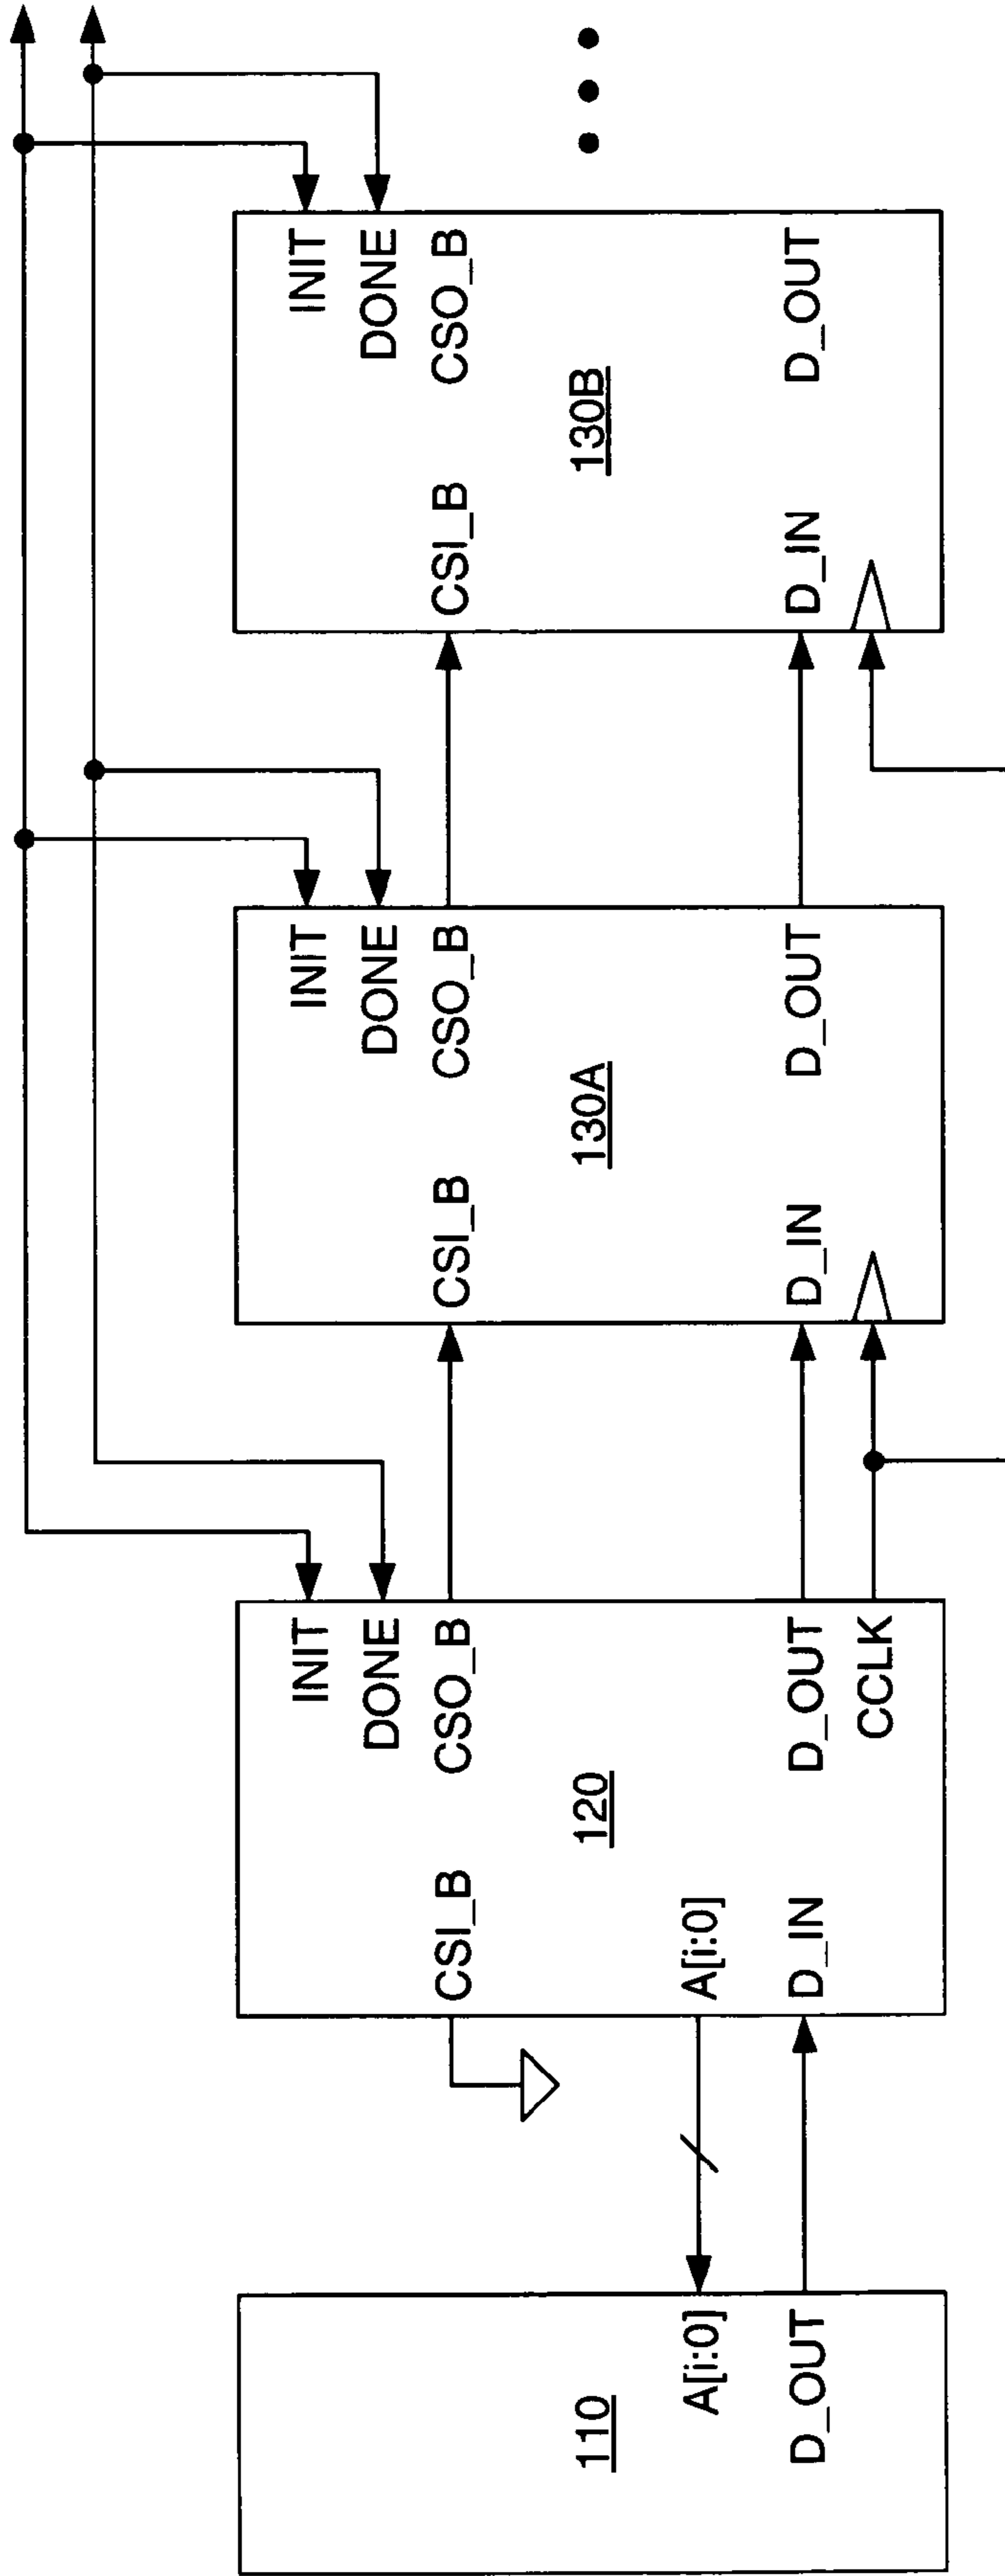 110
A[i:0]
D_OUT
CSI_B
A[i:0]
D_IN
120
INIT
DONE
CSO_B
D_OUT
CCLK
CSI_B
D_IN
130A
INIT
DONE
CSO_B
D_OUT
CSI_B
D_IN
130B
INIT
DONE
CSO_B
D_OUT